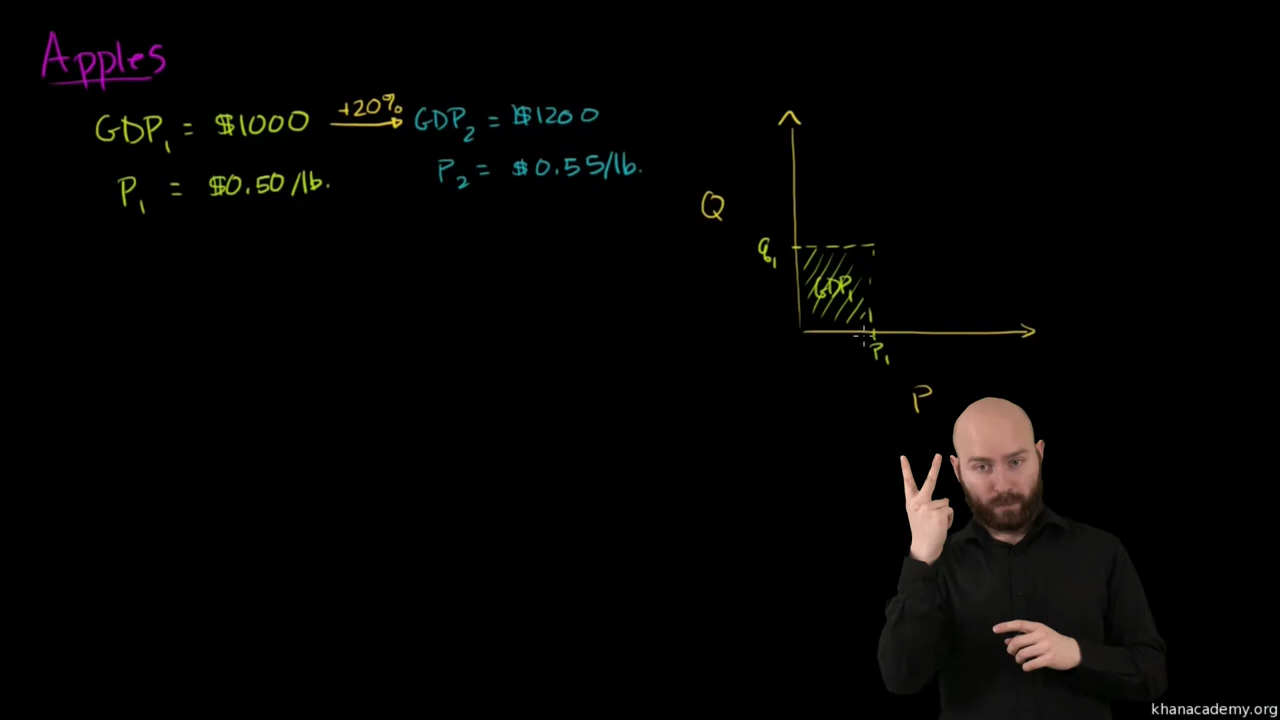 Apples
GDP₁ = $1000 +20% GDP₂ = $1200
P₁ = $0.50/lb. P₂ = $0.55/lb.
Q
q₁
GDP₁
P₁
P
khanacademy.org